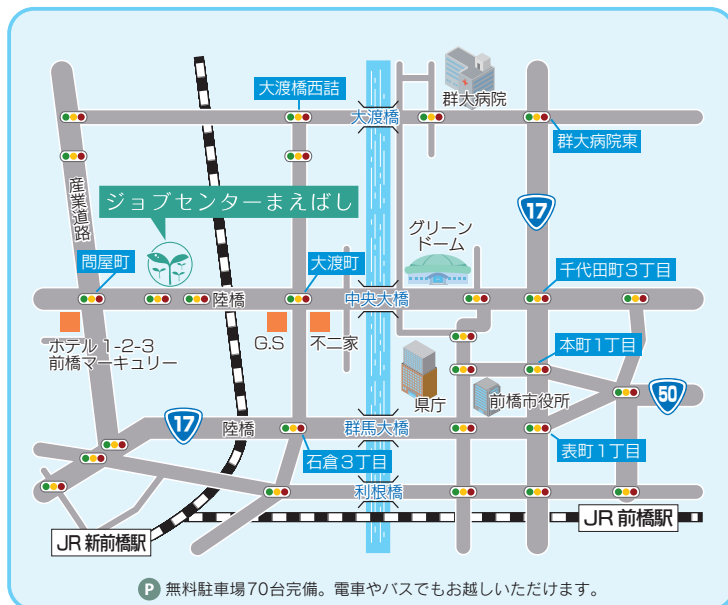 大渡橋西詰
群大病院
大渡橋
群大病院東
産業道路
ジョブセンターまえばし
17
グリーン
ドーム
問屋町
大渡町
千代田町3丁目
陸橋
中央大橋
ホテル1-2-3
前橋マーキュリー
G.S
不二家
本町1丁目
県庁
前橋市役所
50
17
陸橋
群馬大橋
表町1丁目
石倉3丁目
利根橋
JR 新前橋駅
JR 前橋駅
P 無料駐車場70台完備。電車やバスでもお越しいただけます。